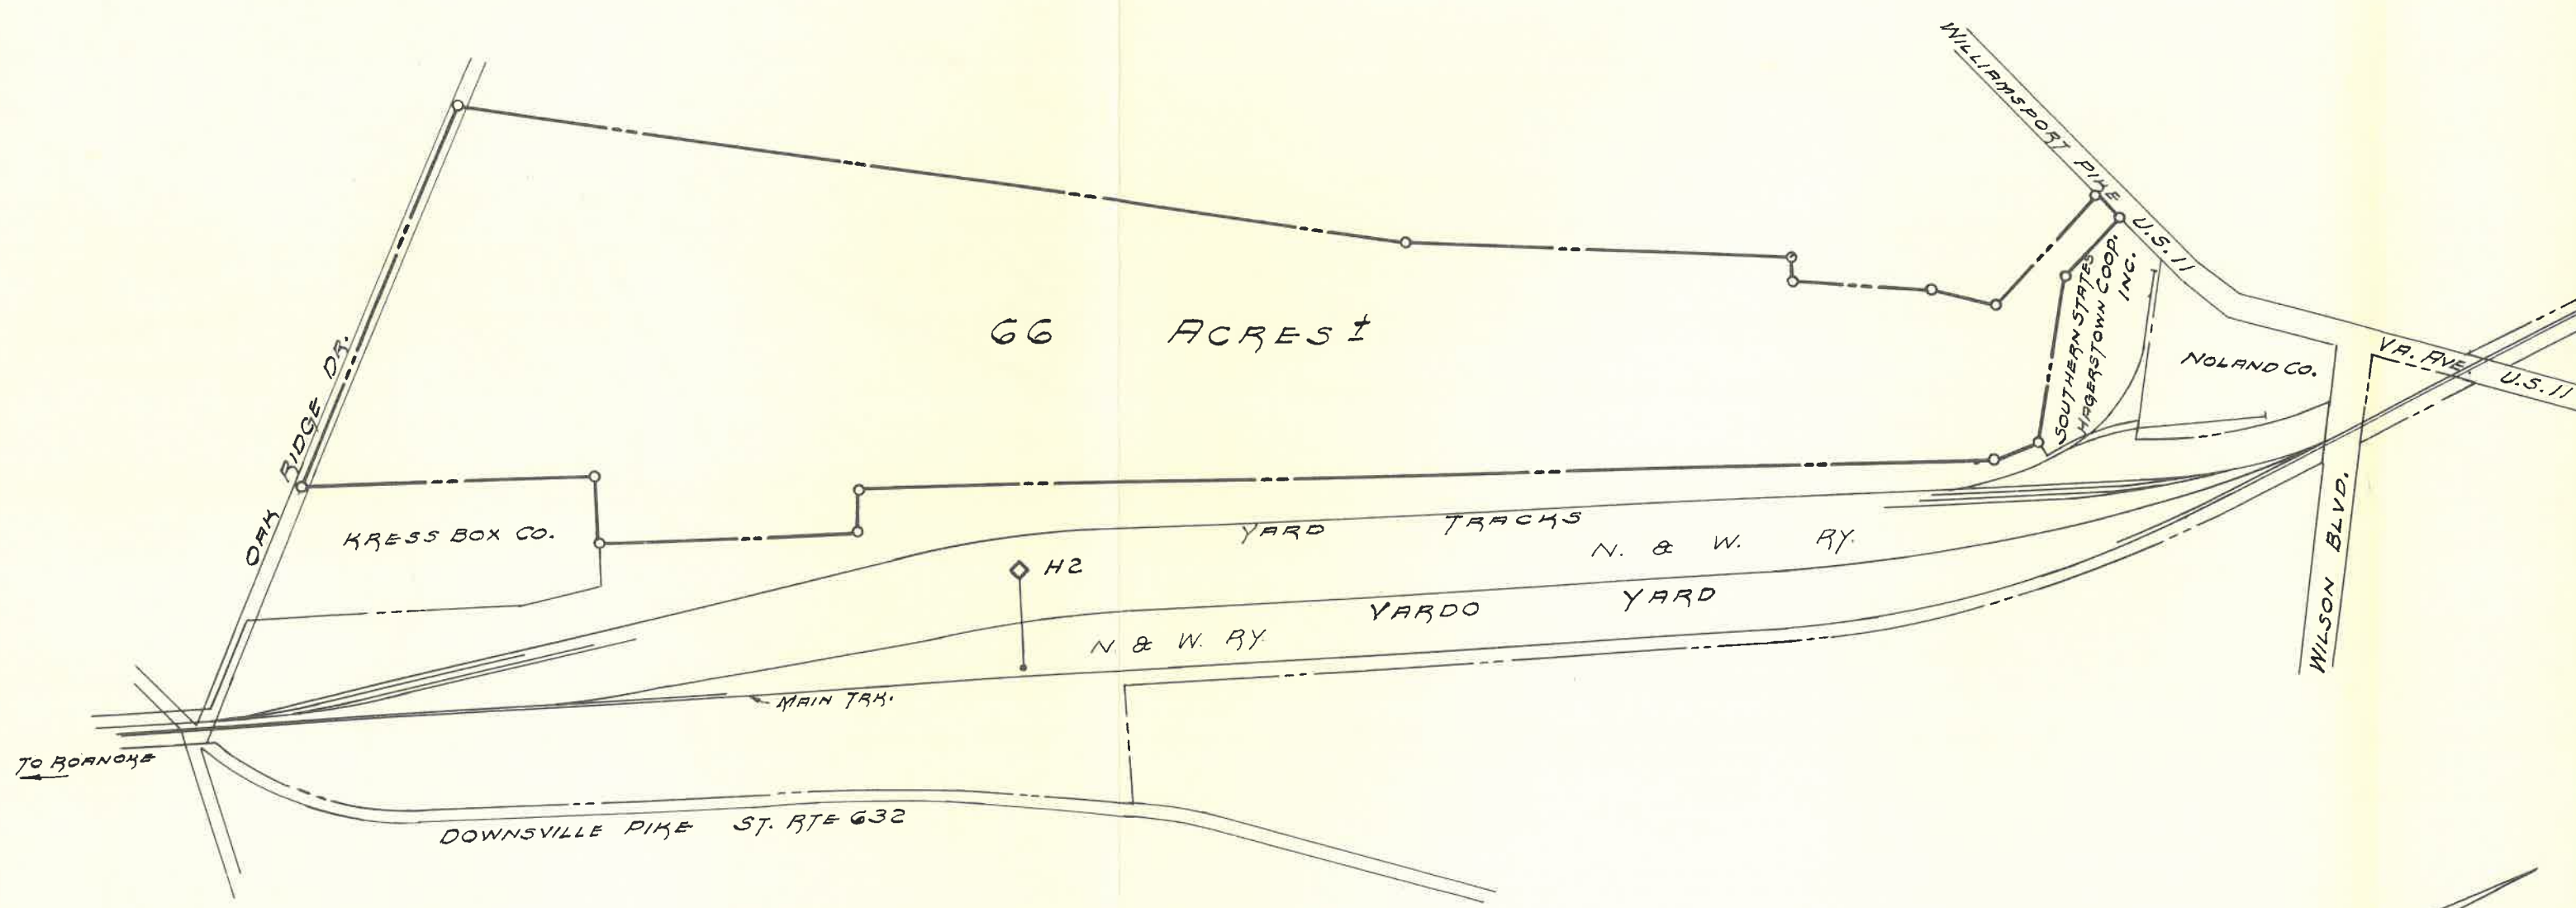 WILLIAMSPORT PIKE U.S. 11
OAK RIDGE DR.
66 ACRES ±
SOUTHERN STATES
HAGERSTOWN COOP.
INC.
NOLAND CO.
VA. AVE. U.S. 11
KRESS BOX CO.
YARD TRACKS
N. & W. RY.
H2
VARDO YARD
N. & W. RY.
WILSON BLVD.
MAIN TRK.
TO ROANOKE
DOWNSVILLE PIKE ST. RTE 632